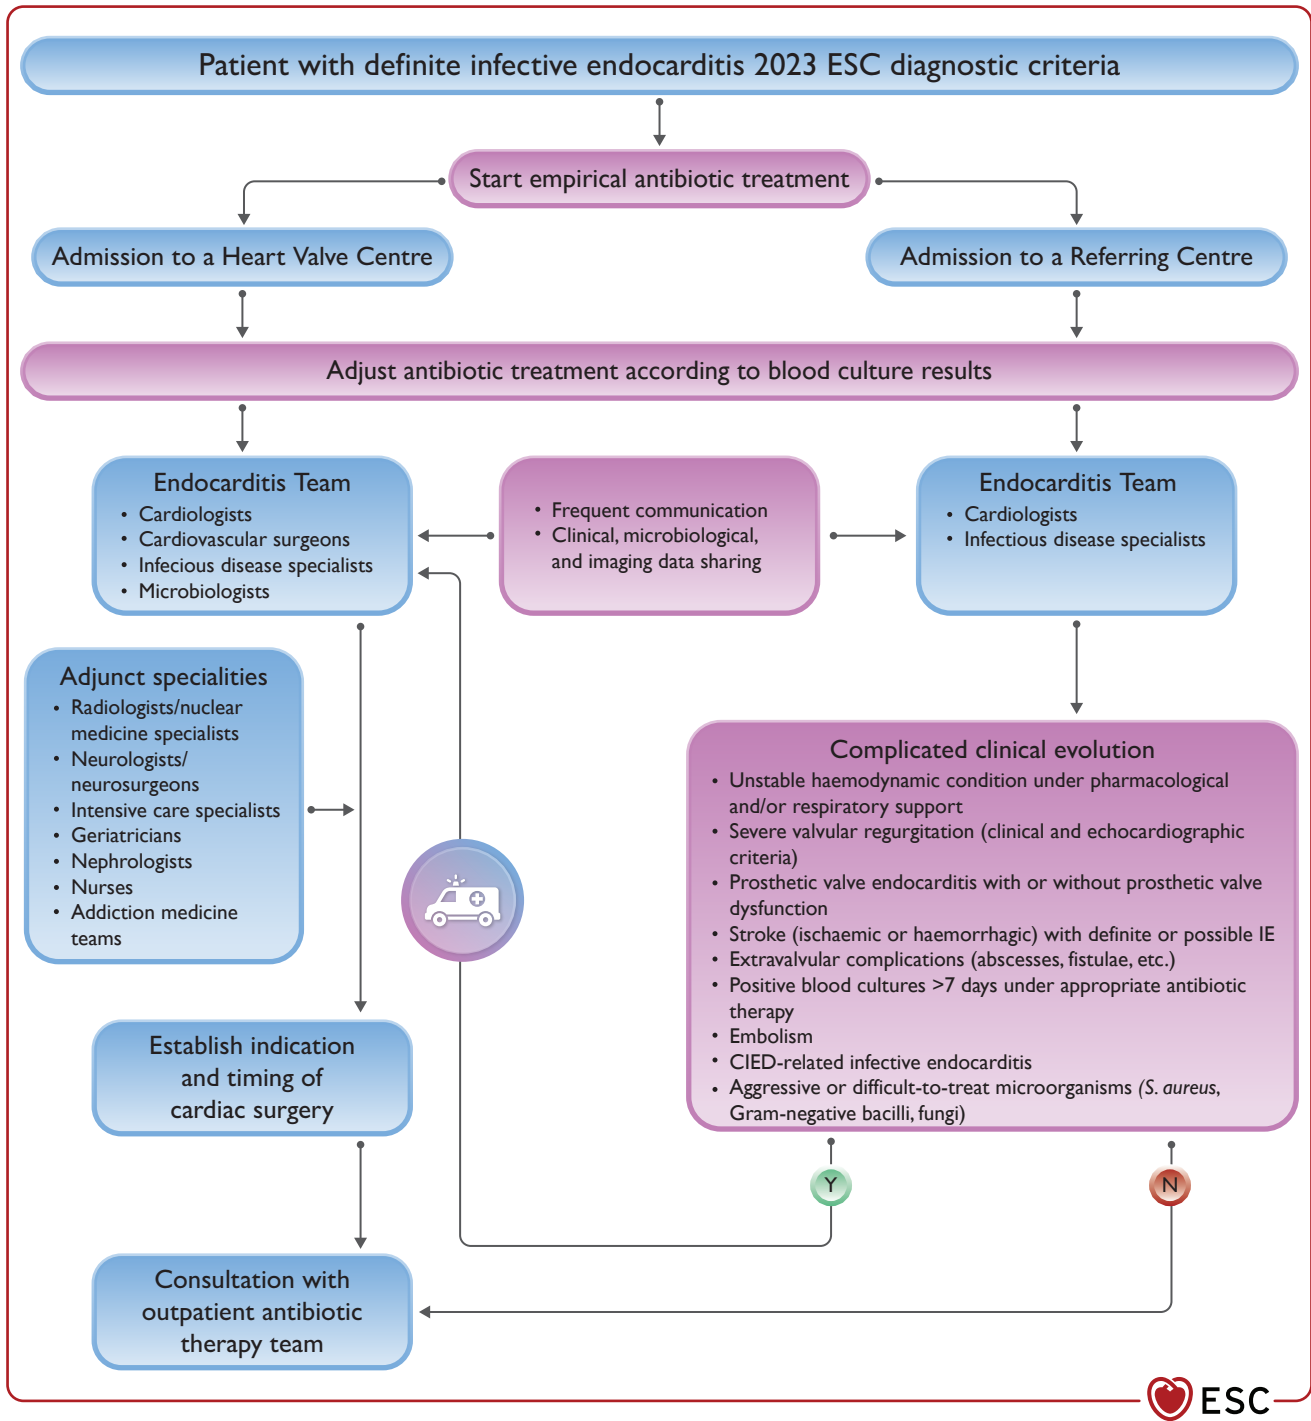 Patient with definite infective endocarditis 2023 ESC diagnostic criteria
Start empirical antibiotic treatment
Admission to a Heart Valve Centre
Admission to a Referring Centre
Adjust antibiotic treatment according to blood culture results
Endocarditis Team
• Cardiologists
• Cardiovascular surgeons
• Infecious disease specialists
• Microbiologists
• Frequent communication
• Clinical, microbiological,
and imaging data sharing
Endocarditis Team
• Cardiologists
• Infectious disease specialists
Adjunct specialities
• Radiologists/nuclear
medicine specialists
• Neurologists/
neurosurgeons
• Intensive care specialists
• Geriatricians
• Nephrologists
• Nurses
• Addiction medicine
teams
Complicated clinical evolution
• Unstable haemodynamic condition under pharmacological
and/or respiratory support
• Severe valvular regurgitation (clinical and echocardiographic
criteria)
• Prosthetic valve endocarditis with or without prosthetic valve
dysfunction
• Stroke (ischaemic or haemorrhagic) with definite or possible IE
• Extravalvular complications (abscesses, fistulae, etc.)
• Positive blood cultures >7 days under appropriate antibiotic
therapy
• Embolism
• CIED-related infective endocarditis
• Aggressive or difficult-to-treat microorganisms (S. aureus,
Gram-negative bacilli, fungi)
Establish indication
and timing of
cardiac surgery
Y
N
Consultation with
outpatient antibiotic
therapy team
ESC